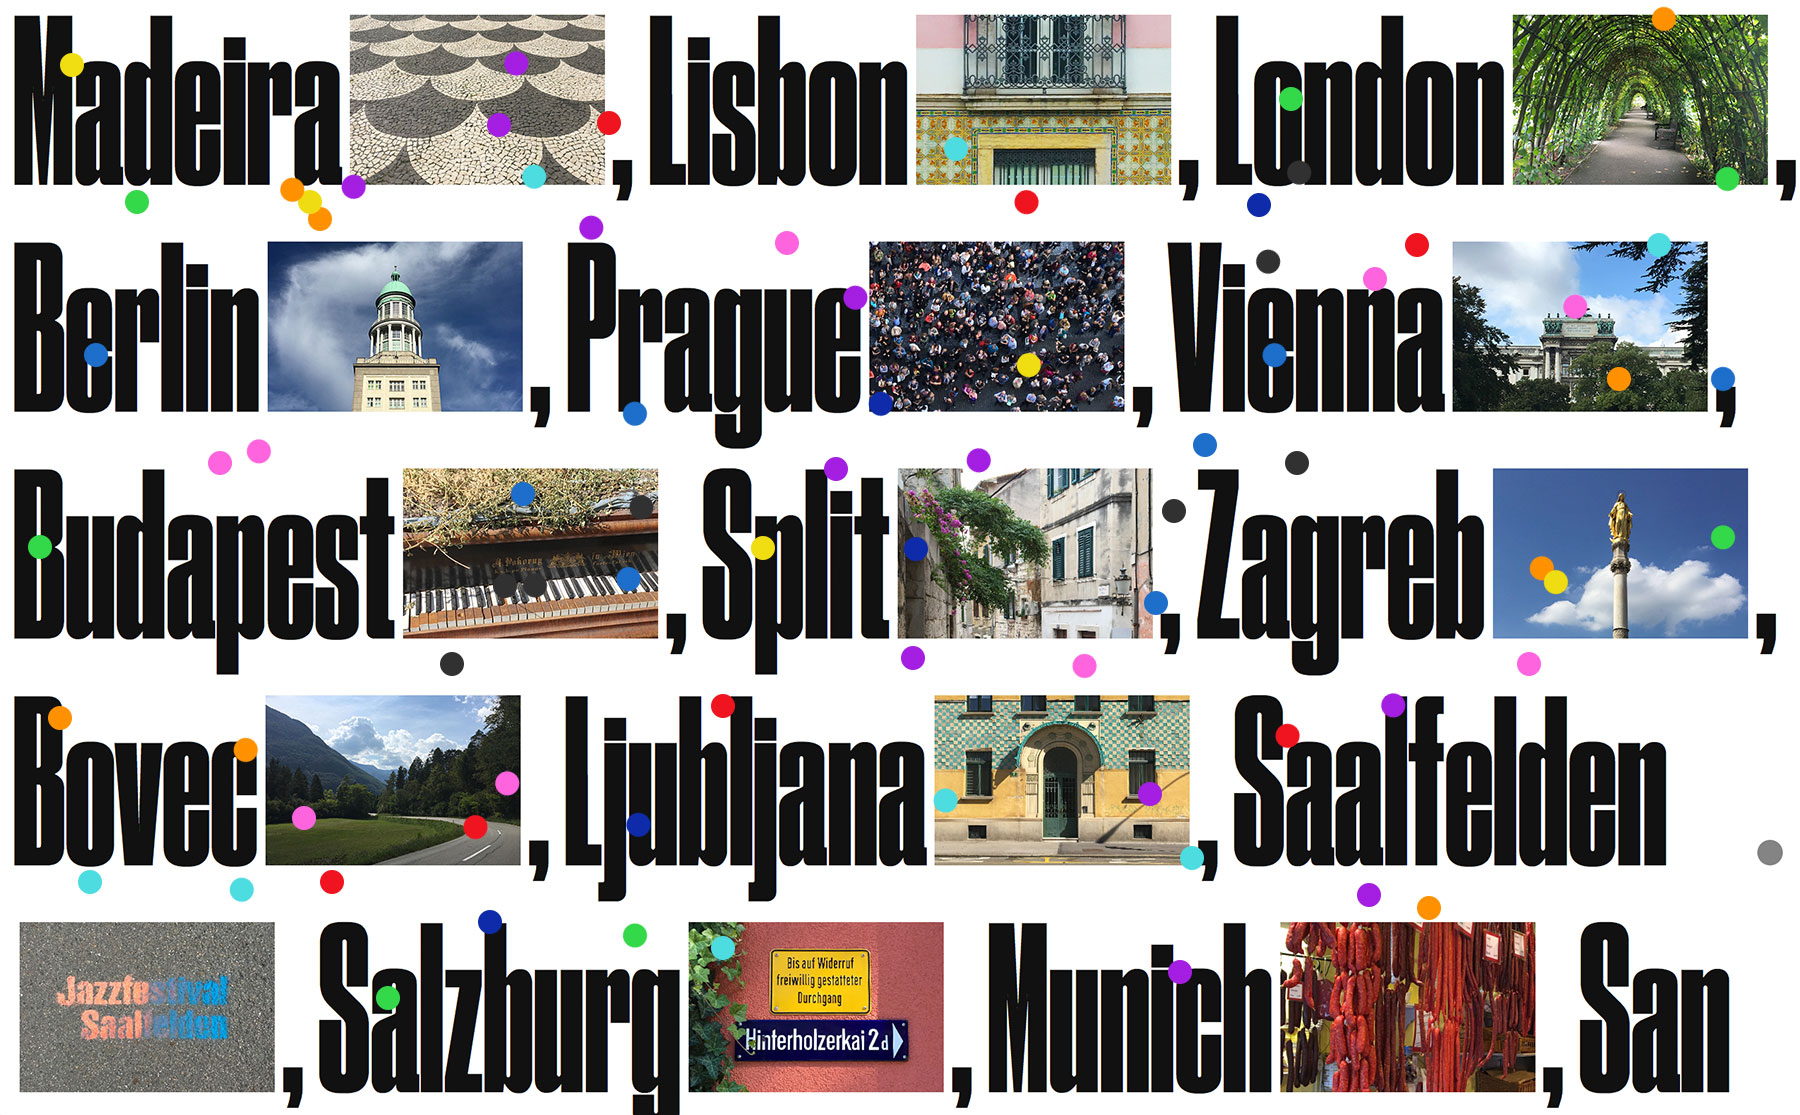 Madeira, Lisbon, London,
Berlin, Prague, Vienna,
Budapest, Split, Zagreb,
Bovec, Ljubljana, Saalfelden
Jazzfestival
Saalfelden
, Salzburg
Bis auf Widerruf
freiwillig gestatteter
Durchgang
Hinterholzerkai 2d
, Munich, San